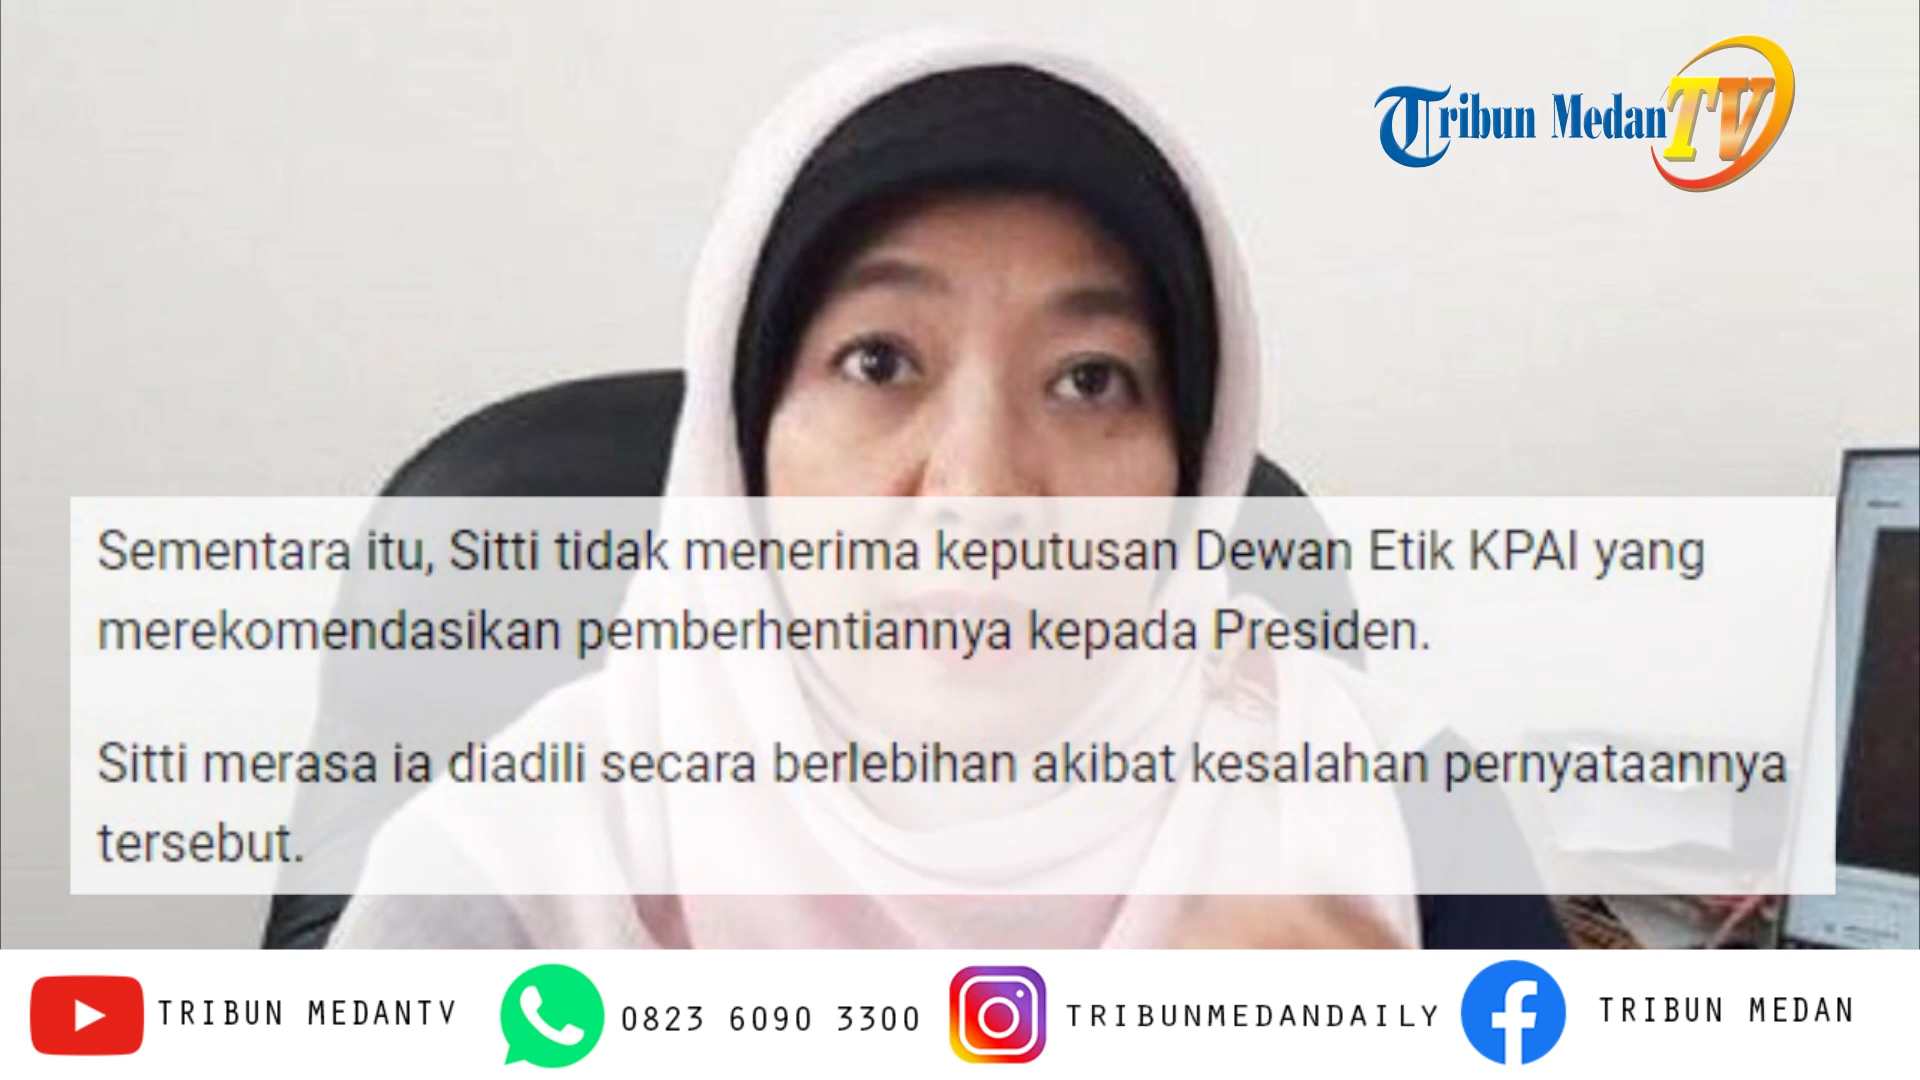 Tribun Medan TV
Sementara itu, Sitti tidak menerima keputusan Dewan Etik KPAI yang
merekomendasikan pemberhentiannya kepada Presiden.
Sitti merasa ia diadili secara berlebihan akibat kesalahan pernyataannya
tersebut.
TRIBUN MEDANTV
0823 6090 3300
TRIBUNMEDANDAILY
TRIBUN MEDAN